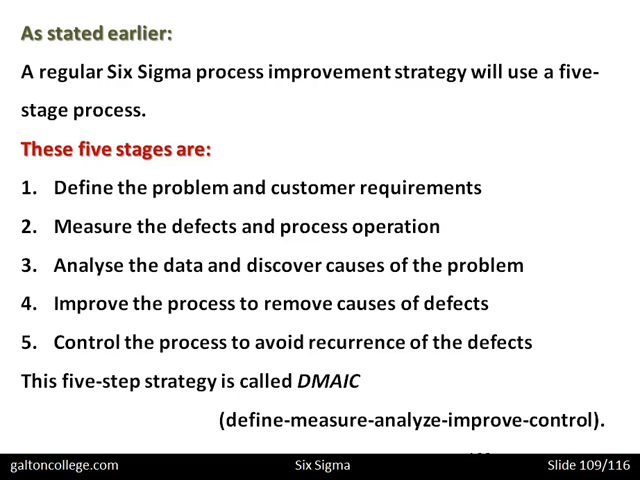 As stated earlier:
A regular Six Sigma process improvement strategy will use a five-
stage process.
These five stages are:
1. Define the problem and customer requirements
2. Measure the defects and process operation
3. Analyse the data and discover causes of the problem
4. Improve the process to remove causes of defects
5. Control the process to avoid recurrence of the defects
This five-step strategy is called DMAIC
(define-measure-analyze-improve-control).
galtoncollege.com Six Sigma Slide 109/116